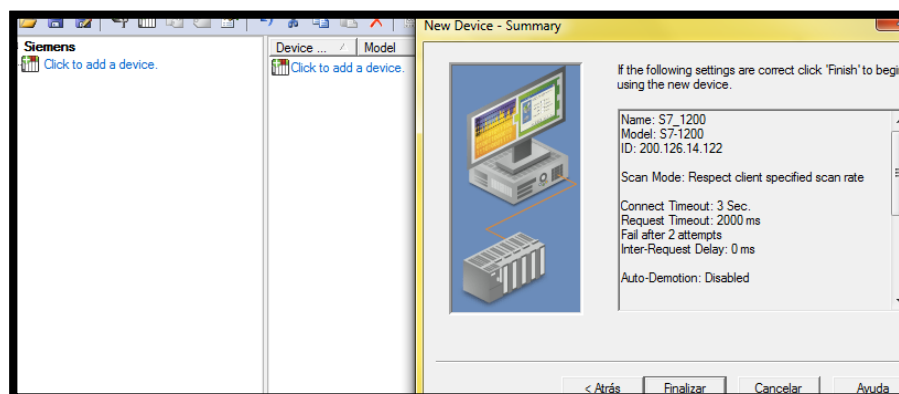 New Device - Summary
Siemens
Click to add a device.
Device ...
Model
Click to add a device.
If the following settings are correct click 'Finish' to begi
using the new device.
Name: S7_1200
Model: S7-1200
ID: 200.126.14.122
Scan Mode: Respect client specified scan rate
Connect Timeout: 3 Sec.
Request Timeout: 2000 ms
Fail after 2 attempts
Inter-Request Delay: 0 ms
Auto-Demotion: Disabled
< Atrás
Finalizar
Cancelar
Ayuda